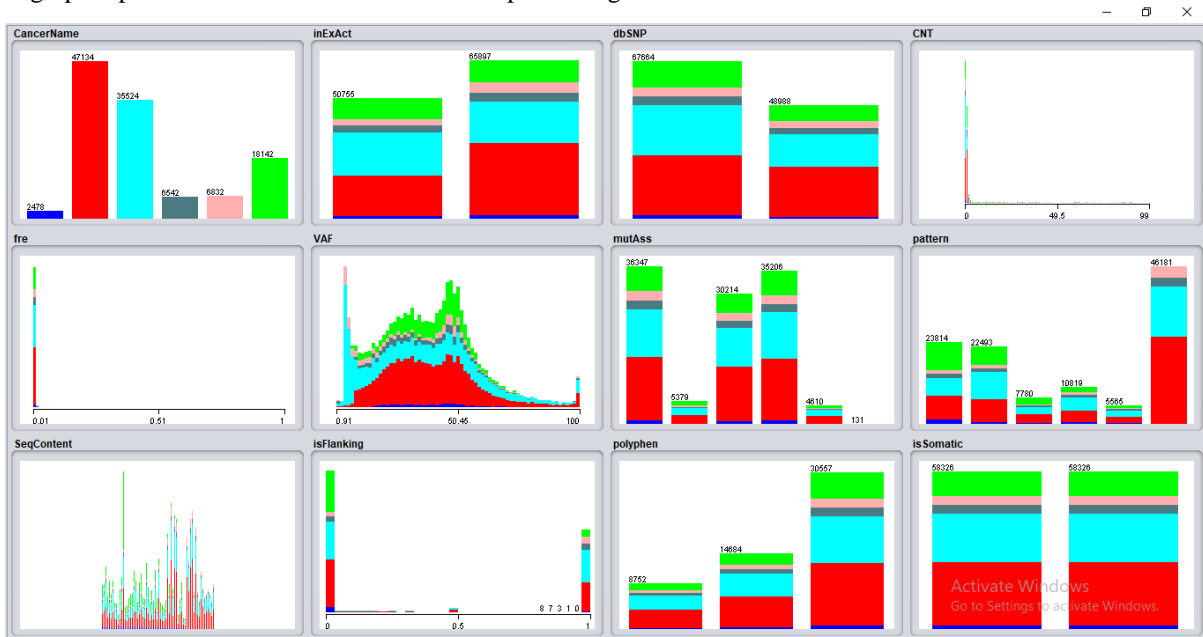 CancerName
47134
35524
18142
6542
6832
2478
inExAct
65897
50755
dbSNP
67664
48988
CNT
0 49.5 99
fre
0.01 0.51 1
VAF
0.91 50.46 100
mutAss
36347
35206
30214
5379
4610
131
pattern
46181
23814
22493
7780
10819
5565
SeqContent
isFlanking
8 7 3 1 0
0 0.5 1
polyphen
30557
14684
8752
isSomatic
58326 58326
Activate Windows
Go to Settings to activate Windows.